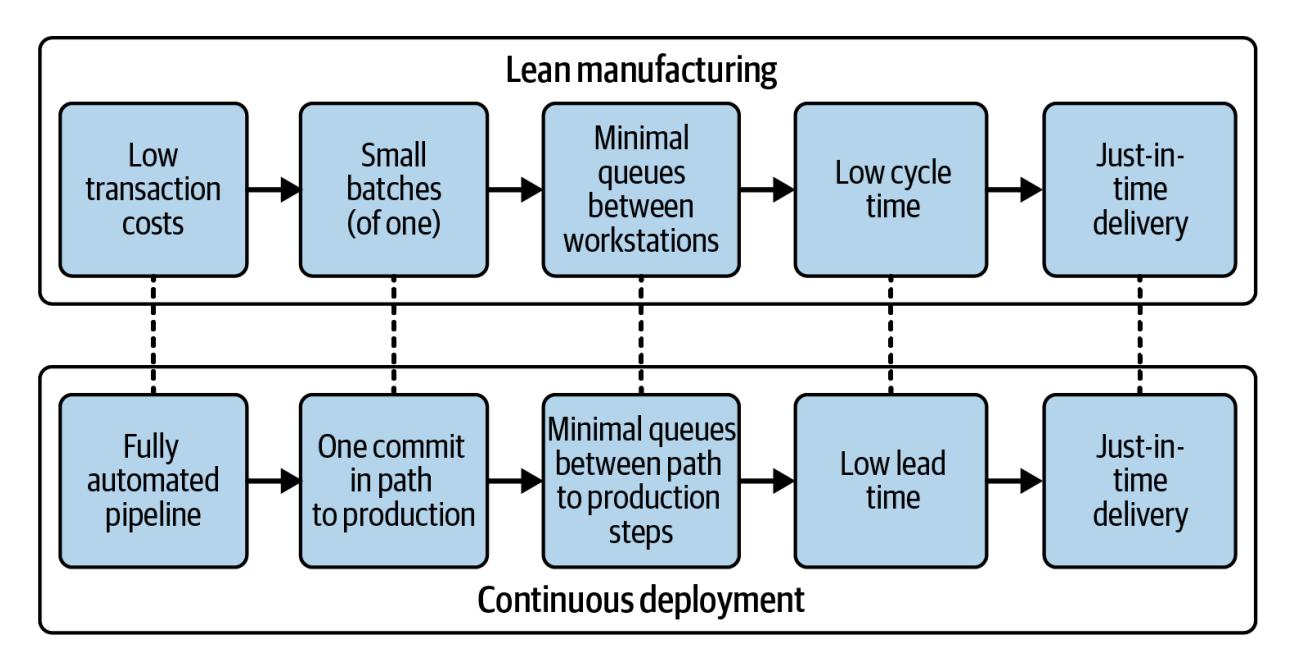 Lean manufacturing
Low
transaction
costs
Small
batches
(of one)
Minimal
queues
between
workstations
Low cycle
time
Just-in-
time
delivery
Fully
automated
pipeline
One commit
in path
to production
Minimal queues
between path
to production
steps
Low lead
time
Just-in-
time
delivery
Continuous deployment